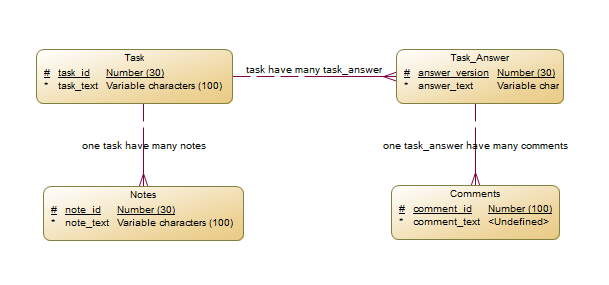 Task
# task_id Number (30)
* task_text Variable characters (100)
task have many task_answer
Task_Answer
# answer_version Number (30)
* answer_text Variable char
one task have many notes
one task_answer have many comments
Notes
# note_id Number (30)
* note_text Variable characters (100)
Comments
# comment_id Number (100)
* comment_text <Undefined>